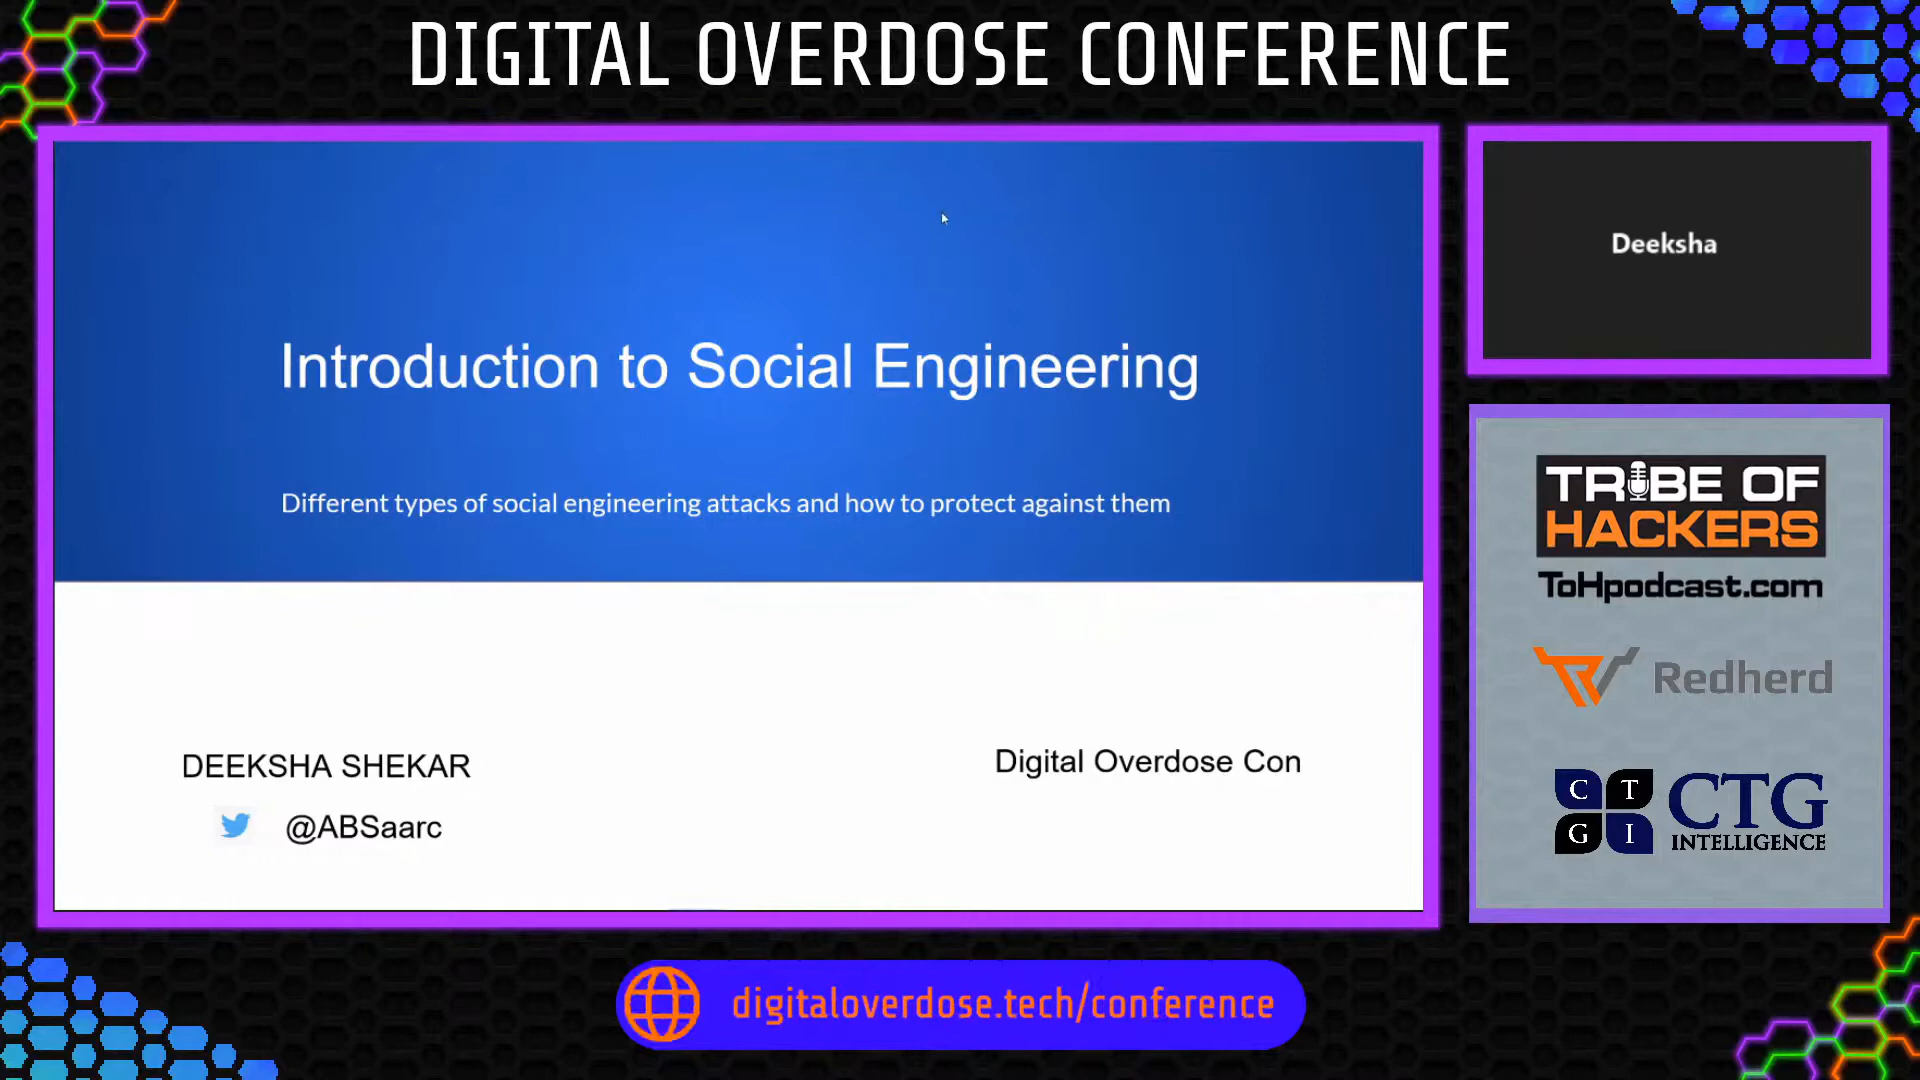 DIGITAL OVERDOSE CONFERENCE
Introduction to Social Engineering
Different types of social engineering attacks and how to protect against them
DEEKSHA SHEKAR
@ABSaarc
Digital Overdose Con
Deeksha
TRIBE OF
HACKERS
ToHpodcast.com
Redherd
C T
G I
CTG
INTELLIGENCE
digitaloverdose.tech/conference